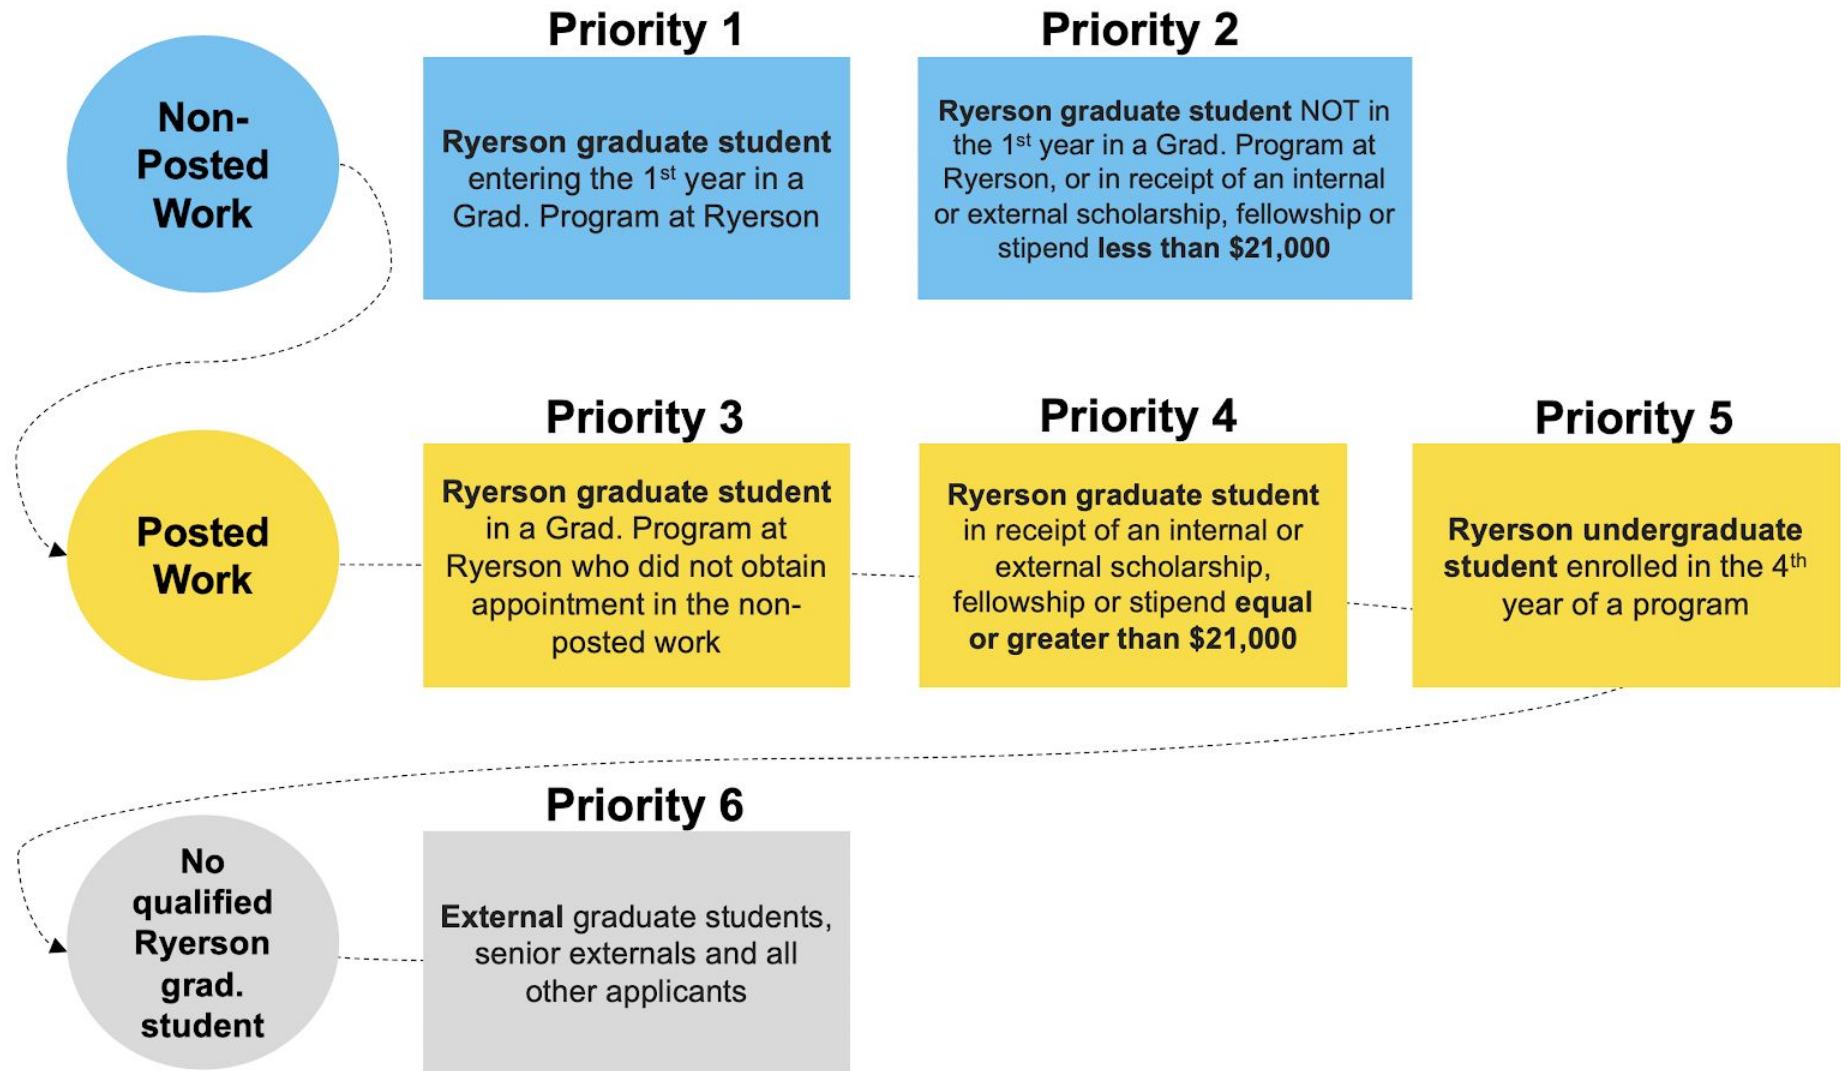 Non-
Posted
Work
Priority 1
Ryerson graduate student
entering the 1st year in a
Grad. Program at Ryerson
Priority 2
Ryerson graduate student NOT in
the 1st year in a Grad. Program at
Ryerson, or in receipt of an internal
or external scholarship, fellowship or
stipend less than $21,000
Posted
Work
Priority 3
Ryerson graduate student
in a Grad. Program at
Ryerson who did not obtain
appointment in the non-
posted work
Priority 4
Ryerson graduate student
in receipt of an internal or
external scholarship,
fellowship or stipend equal
or greater than $21,000
Priority 5
Ryerson undergraduate
student enrolled in the 4th
year of a program
No
qualified
Ryerson
grad.
student
Priority 6
External graduate students,
senior externals and all
other applicants